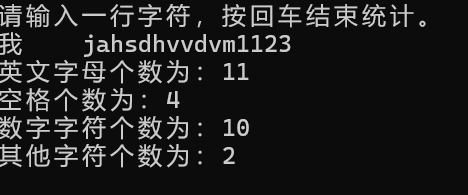 请输入一行字符，按回车结束统计。
我    jahsdhvvdvm1123
英文字母个数为：11
空格个数为：4
数字字符个数为：10
其他字符个数为：2